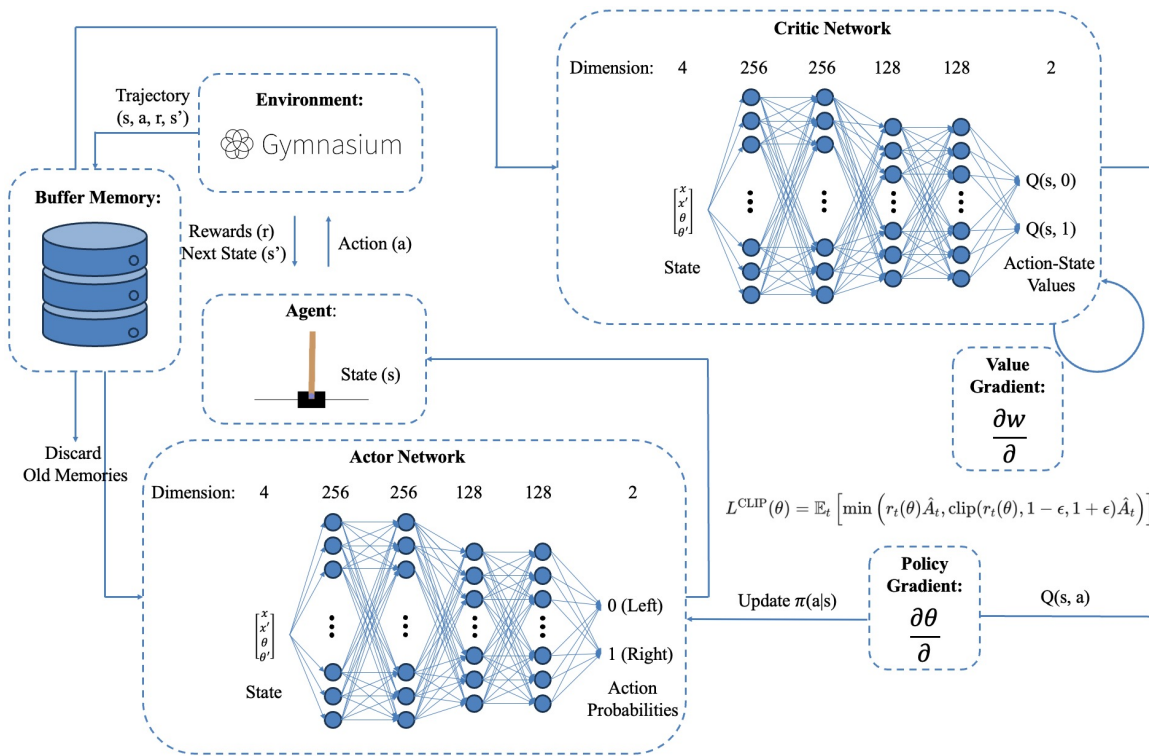 Critic Network
Dimension: 4 256 256 128 128 2
Trajectory
(s, a, r, s’)
Environment:
Gymnasium
Buffer Memory:
Rewards (r)
Next State (s’)
Action (a)
x
x′
θ
θ′
State
Q(s, 0)
Q(s, 1)
Action-State
Values
Agent:
State (s)
Value
Gradient:
∂w
∂
Discard
Old Memories
Actor Network
Dimension: 4 256 256 128 128 2
L^CLIP(θ) = 𝔼_t [min (r_t(θ)Â_t, clip(r_t(θ), 1 − ϵ, 1 + ϵ)Â_t)]
Policy
Gradient:
∂θ
∂
Update π(a|s)
Q(s, a)
x
x′
θ
θ′
State
0 (Left)
1 (Right)
Action
Probabilities